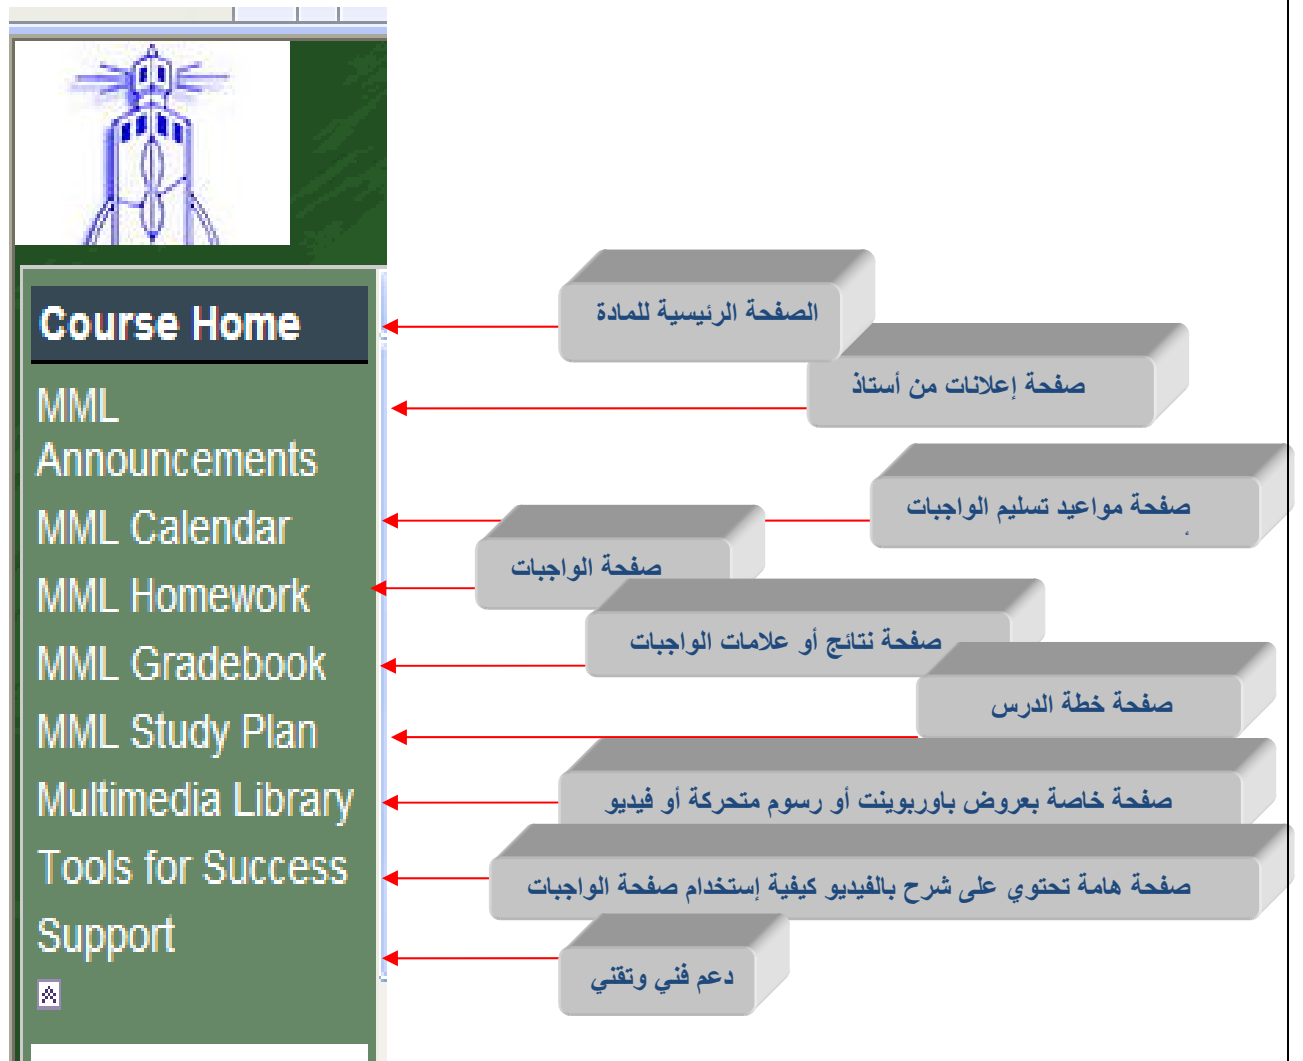 Course Home
الصفحة الرئيسية للمادة
MML
Announcements
صفحة إعلانات من أستاذ
MML Calendar
صفحة مواعيد تسليم الواجبات
MML Homework
صفحة الواجبات
MML Gradebook
صفحة نتائج أو علامات الواجبات
MML Study Plan
صفحة خطة الدرس
Multimedia Library
صفحة خاصة بعروض باوربوينت أو رسوم متحركة أو فيديو
Tools for Success
صفحة هامة تحتوي على شرح بالفيديو كيفية إستخدام صفحة الواجبات
Support
دعم فني وتقني